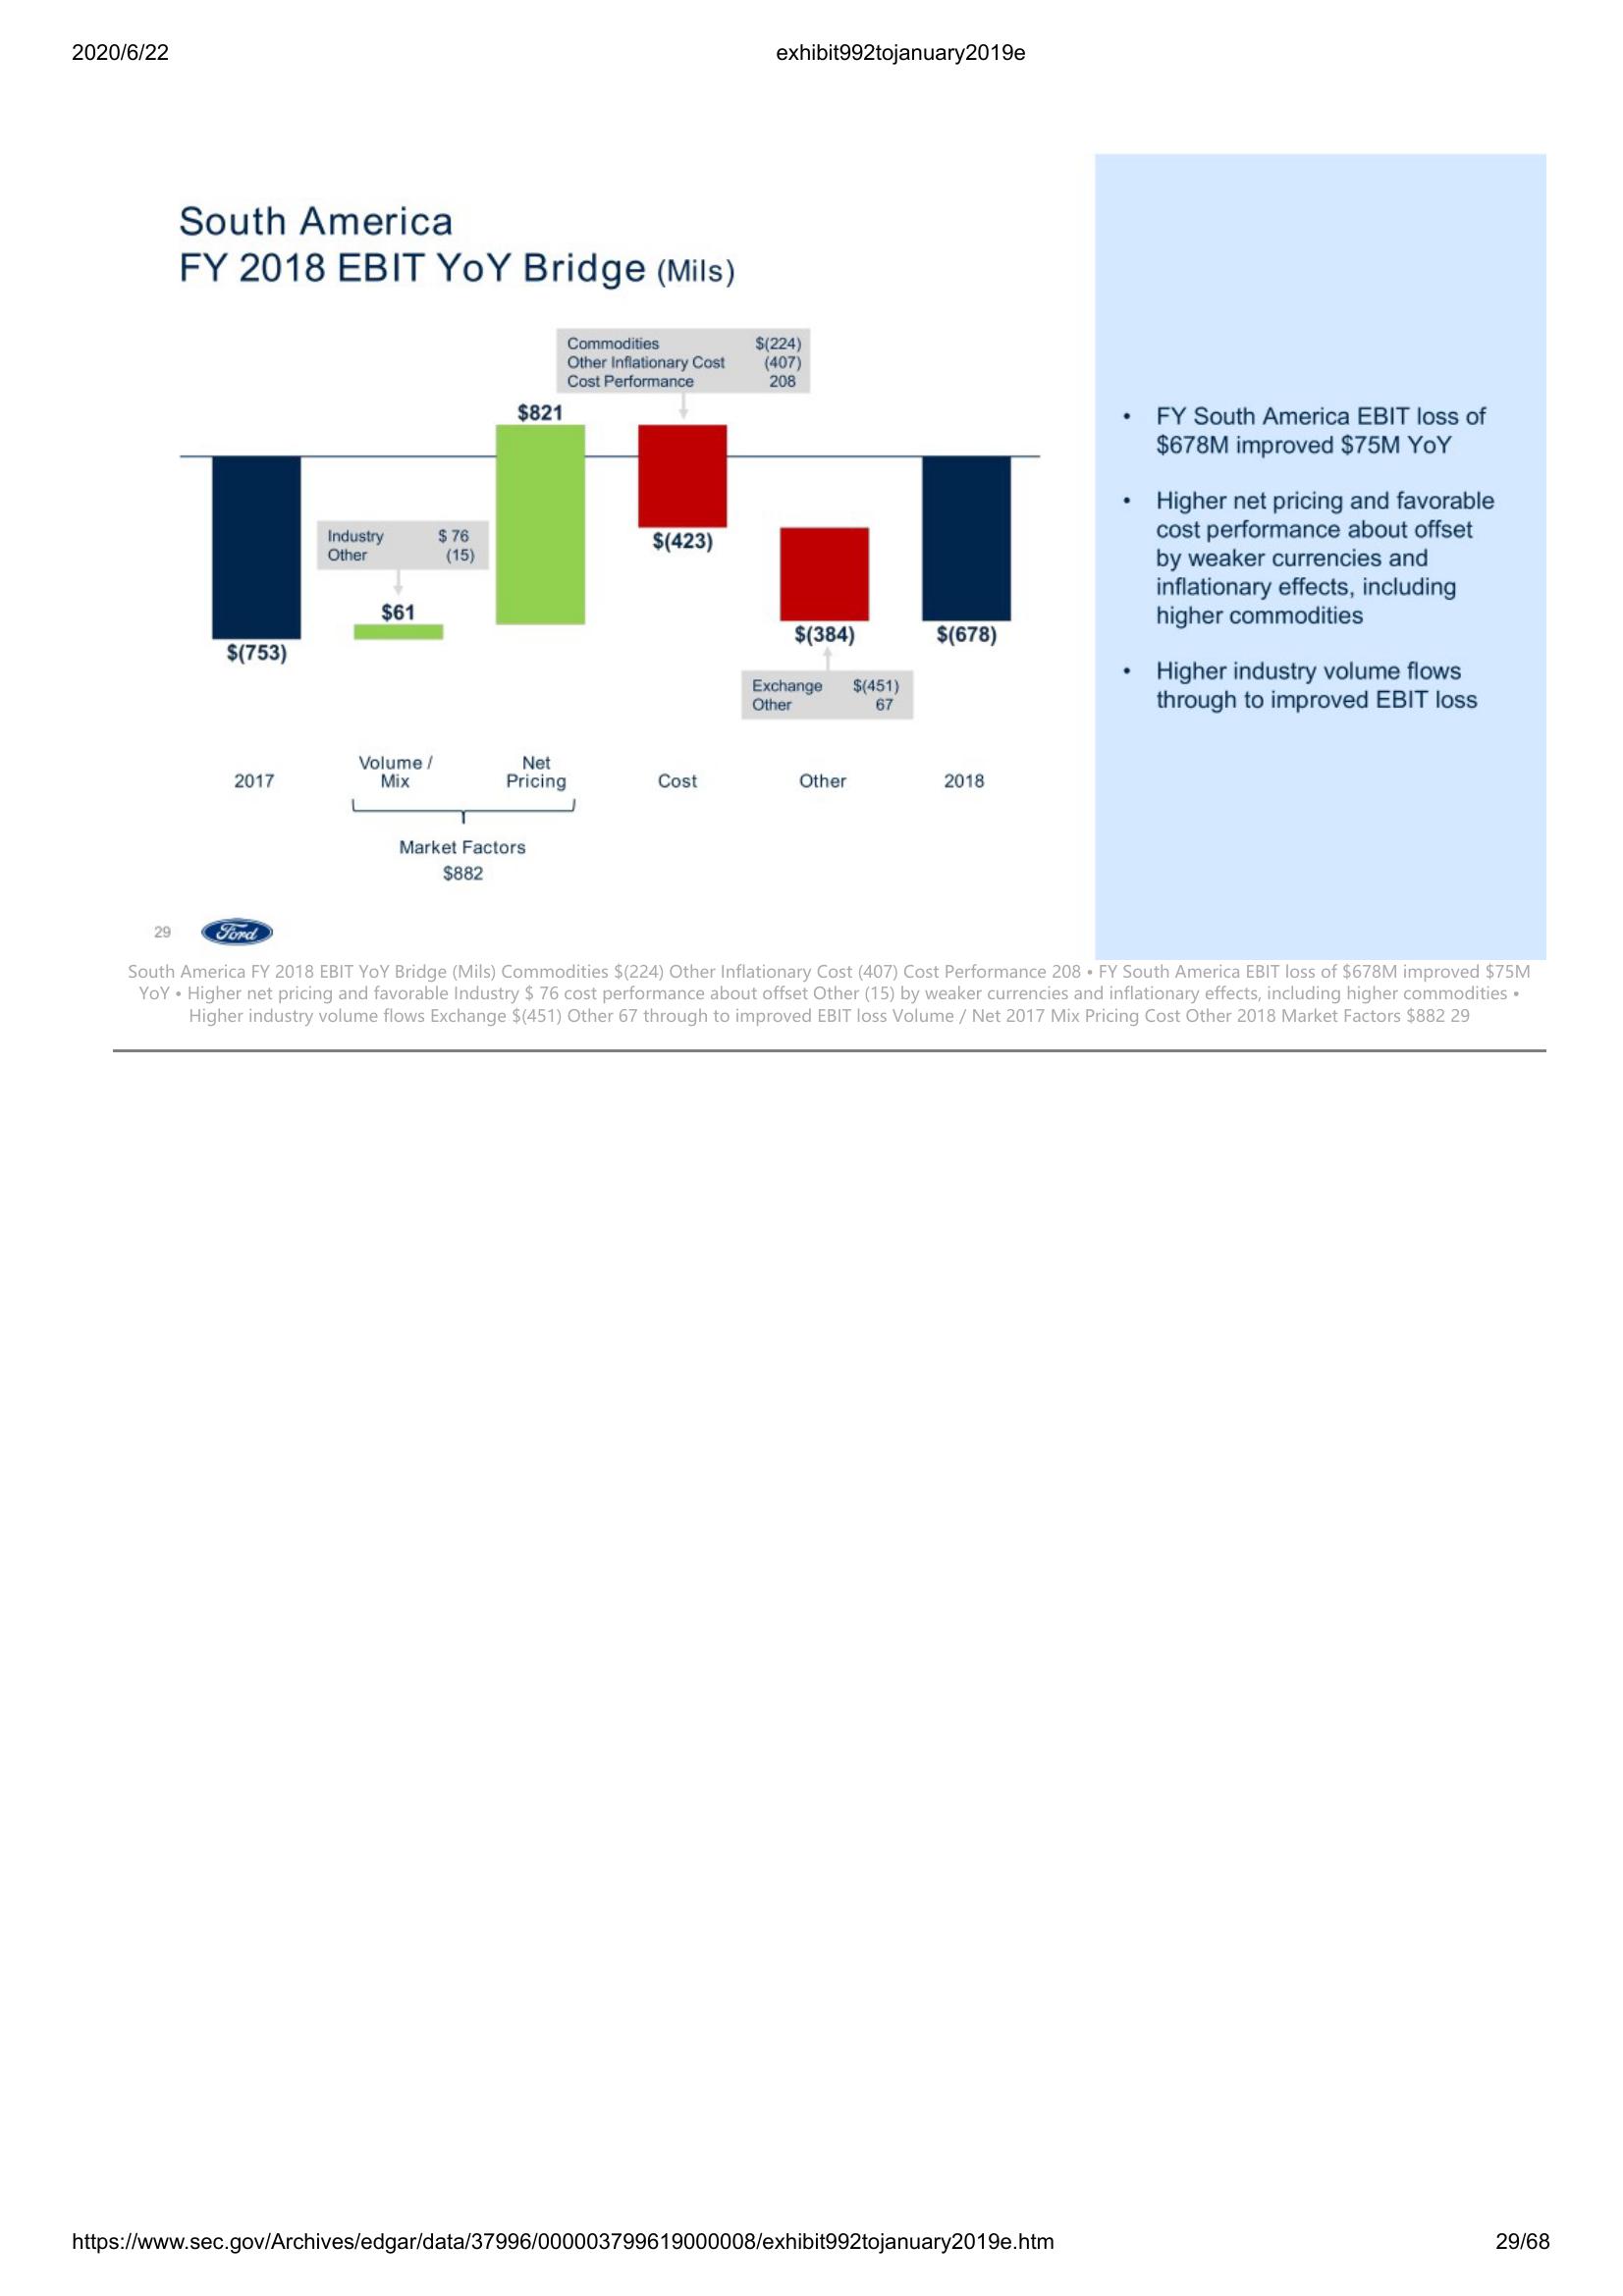 2020/6/22 exhibit992tojanuary2019e
South America
FY 2018 EBIT YoY Bridge (Mils)
Commodities $(224)
Other Inflationary Cost (407)
Cost Performance 208
$821
Industry $ 76
Other (15)
$(423)
$61
$(753)
$(384)
$(678)
Exchange $(451)
Other 67
2017
Volume /
Mix
Net
Pricing
Cost
Other
2018
Market Factors
$882
• FY South America EBIT loss of
$678M improved $75M YoY
• Higher net pricing and favorable
cost performance about offset
by weaker currencies and
inflationary effects, including
higher commodities
• Higher industry volume flows
through to improved EBIT loss
29 Ford
South America FY 2018 EBIT YoY Bridge (Mils) Commodities $(224) Other Inflationary Cost (407) Cost Performance 208 • FY South America EBIT loss of $678M improved $75M
YoY • Higher net pricing and favorable Industry $ 76 cost performance about offset Other (15) by weaker currencies and inflationary effects, including higher commodities •
Higher industry volume flows Exchange $(451) Other 67 through to improved EBIT loss Volume / Net 2017 Mix Pricing Cost Other 2018 Market Factors $882 29
https://www.sec.gov/Archives/edgar/data/37996/000003799619000008/exhibit992tojanuary2019e.htm 29/68